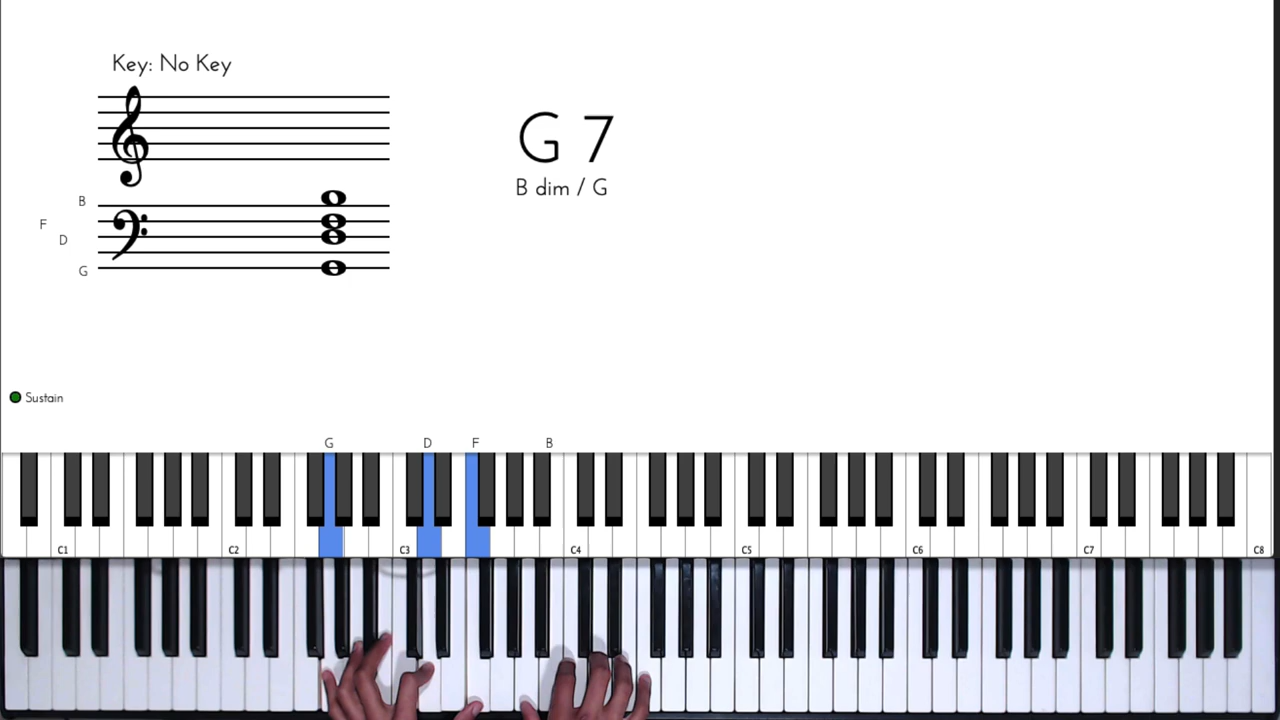 Key: No Key
G 7
B dim / G
B
F
D
G
Sustain
G D F B
C1 C2 C3 C4 C5 C6 C7 C8